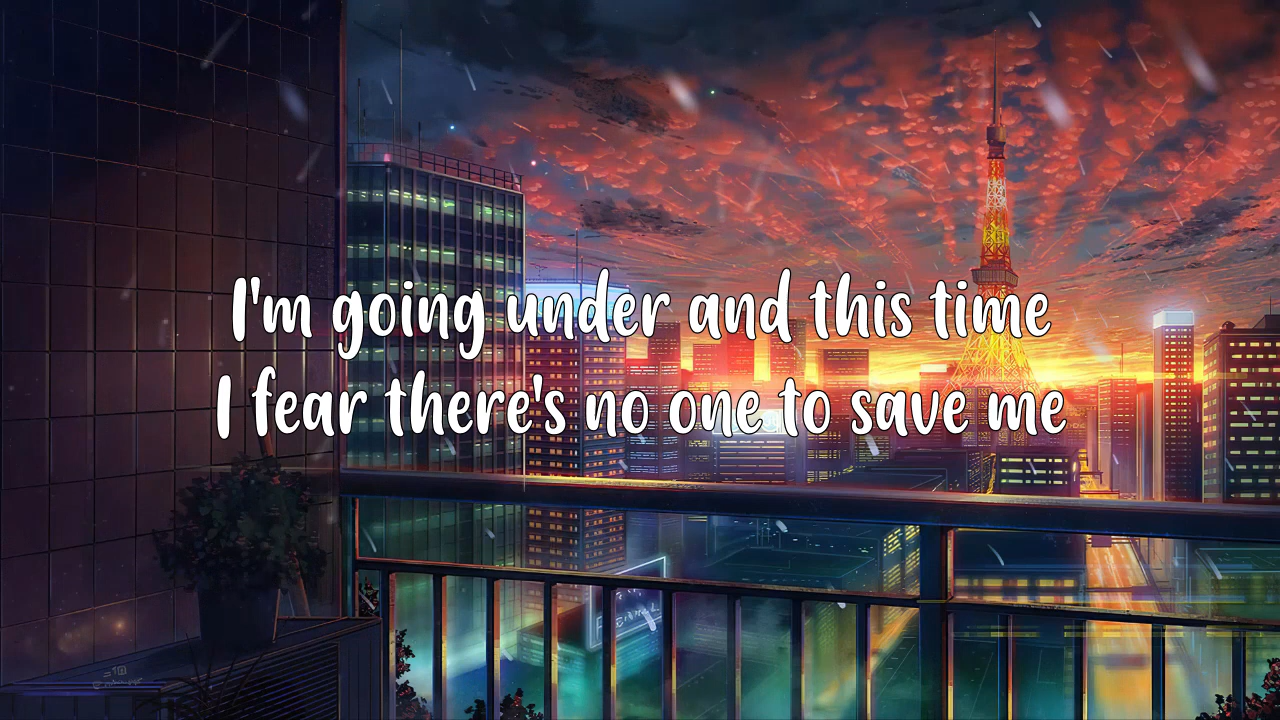 I'm going under and this time
I fear there's no one to save me